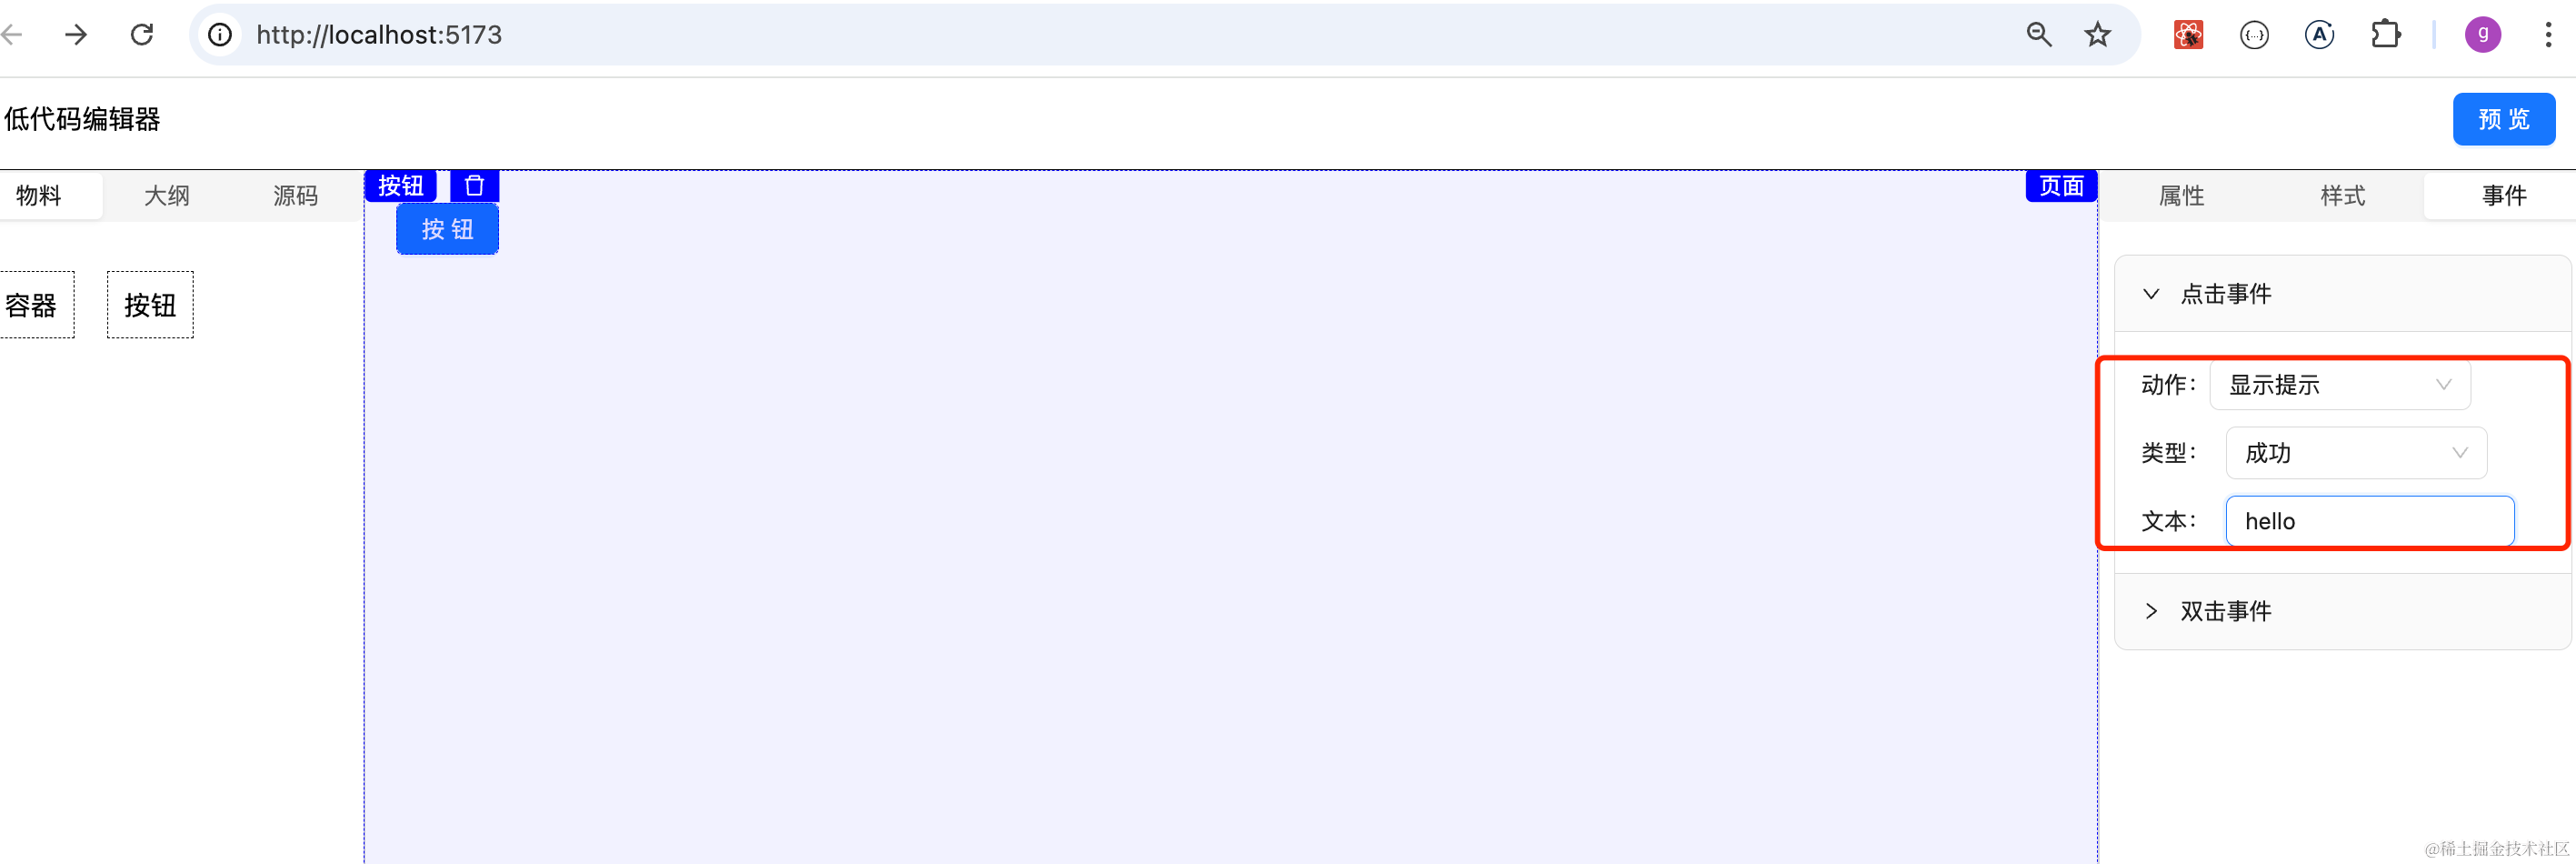 http://localhost:5173
g
低代码编辑器
预 览
物料
大纲
源码
按钮
页面
属性
样式
事件
按 钮
容器
按钮
点击事件
动作： 显示提示
类型： 成功
文本： hello
双击事件
@稀土掘金技术社区